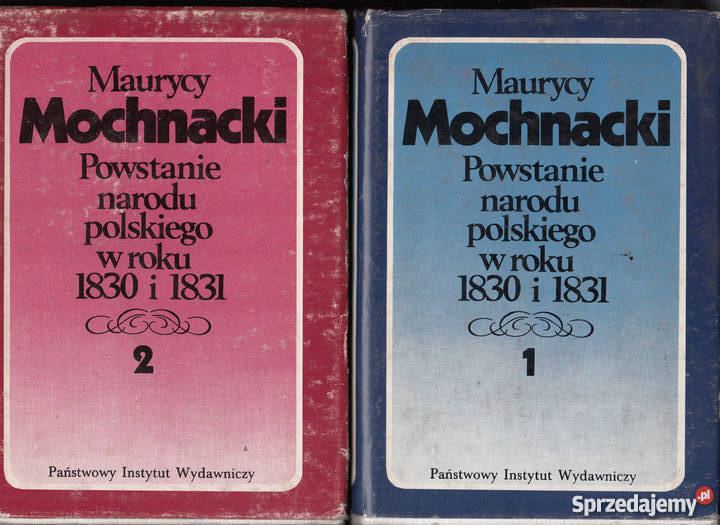 Maurycy
Mochnacki
Powstanie
narodu
polskiego
w roku
1830 i 1831
2
Państwowy Instytut Wydawniczy
Maurycy
Mochnacki
Powstanie
narodu
polskiego
w roku
1830 i 1831
1
Państwowy Instytut Wydawniczy
Sprzedajemy.pl